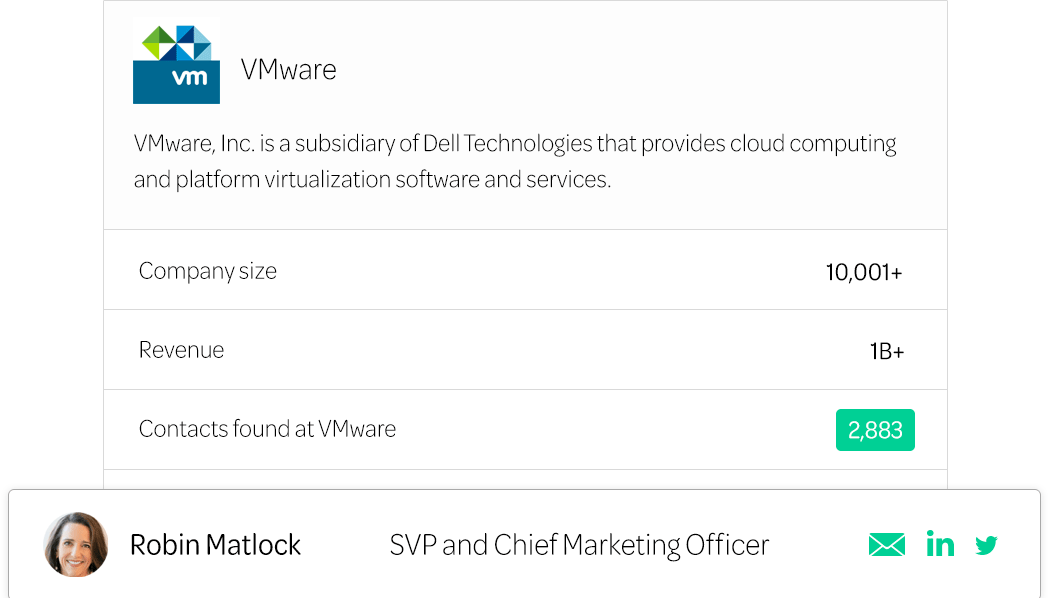 vm
VMware
VMware, Inc. is a subsidiary of Dell Technologies that provides cloud computing
and platform virtualization software and services.
Company size 10,001+
Revenue 1B+
Contacts found at VMware 2,883
Robin Matlock SVP and Chief Marketing Officer in